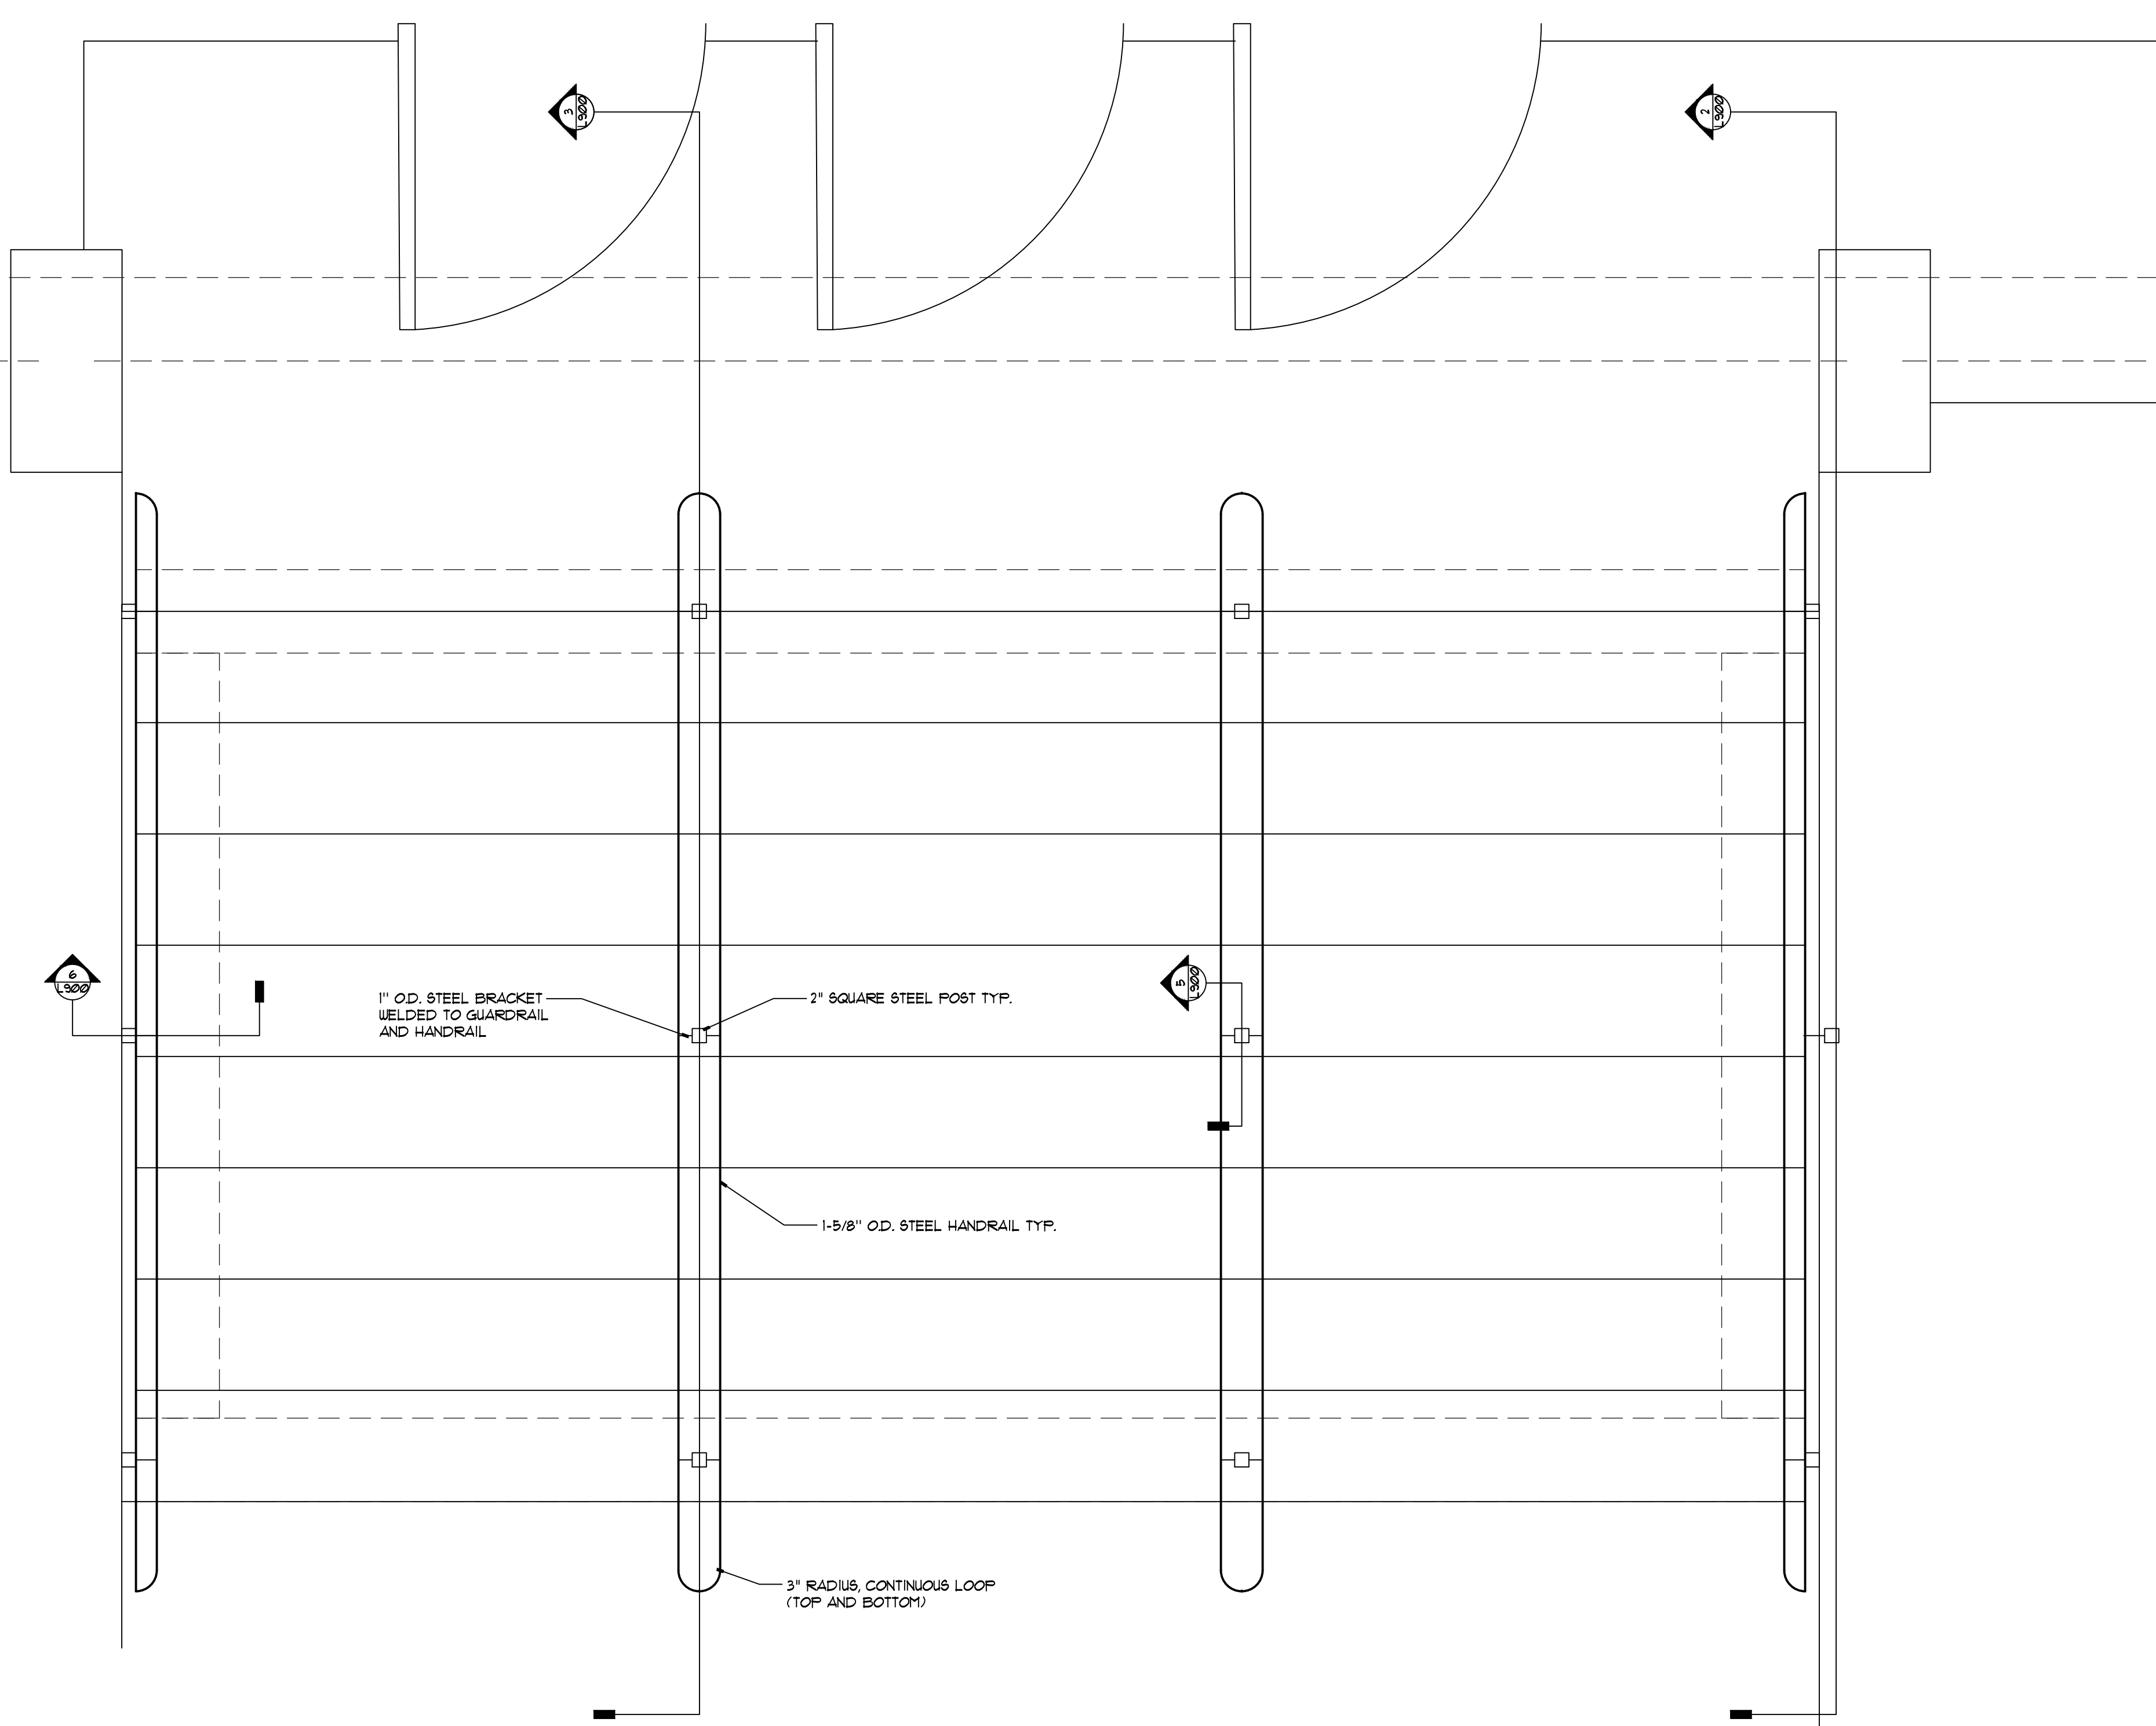 3
L900
2
L900
6
L900
5
L900
1" O.D. STEEL BRACKET
WELDED TO GUARDRAIL
AND HANDRAIL
2" SQUARE STEEL POST TYP.
1-5/8" O.D. STEEL HANDRAIL TYP.
3" RADIUS, CONTINUOUS LOOP
(TOP AND BOTTOM)